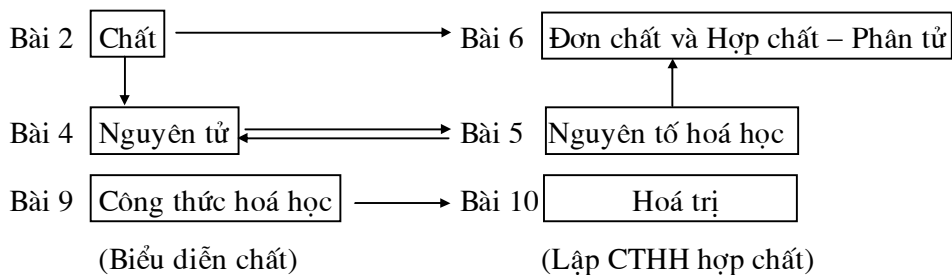 Bài 2 Chất Bài 6 Đơn chất và Hợp chất – Phân tử
Bài 4 Nguyên tử Bài 5 Nguyên tố hoá học
Bài 9 Công thức hoá học Bài 10 Hoá trị
(Biểu diễn chất) (Lập CTHH hợp chất)